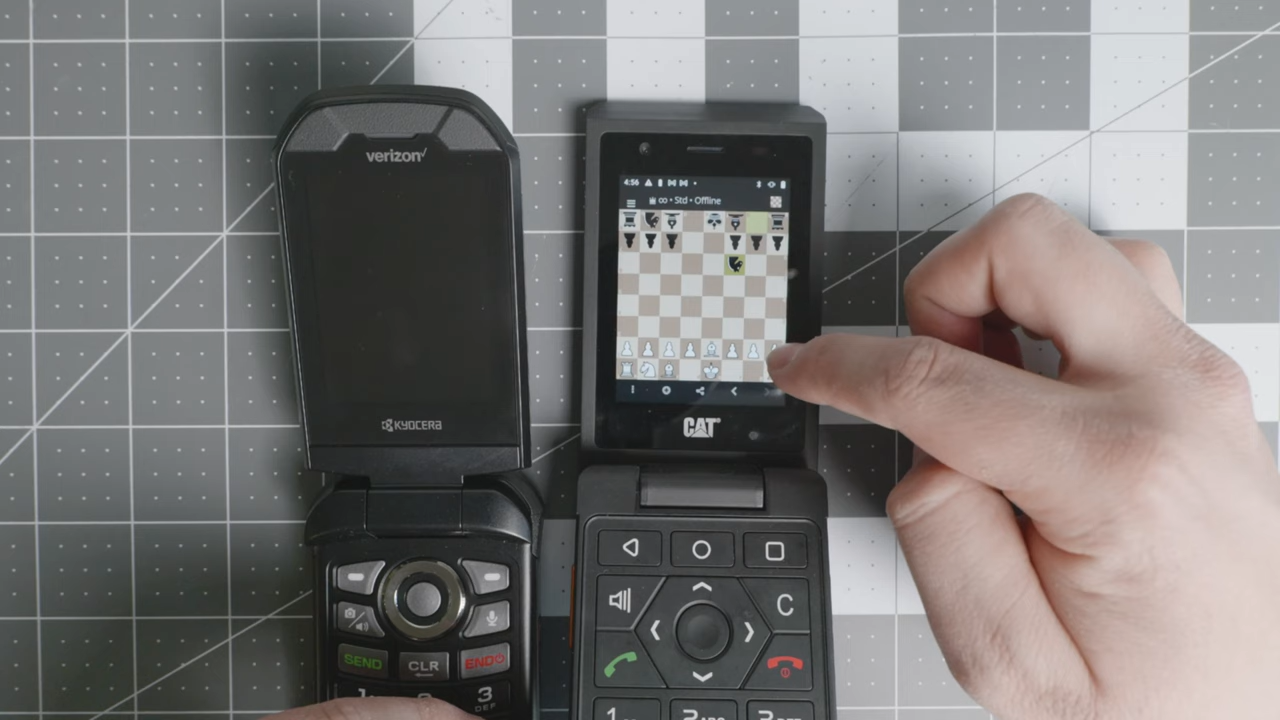 verizon
4:56
∞ • Std • Offline
KYOCERA
CAT
C
SEND
CLR
END
3
DEF